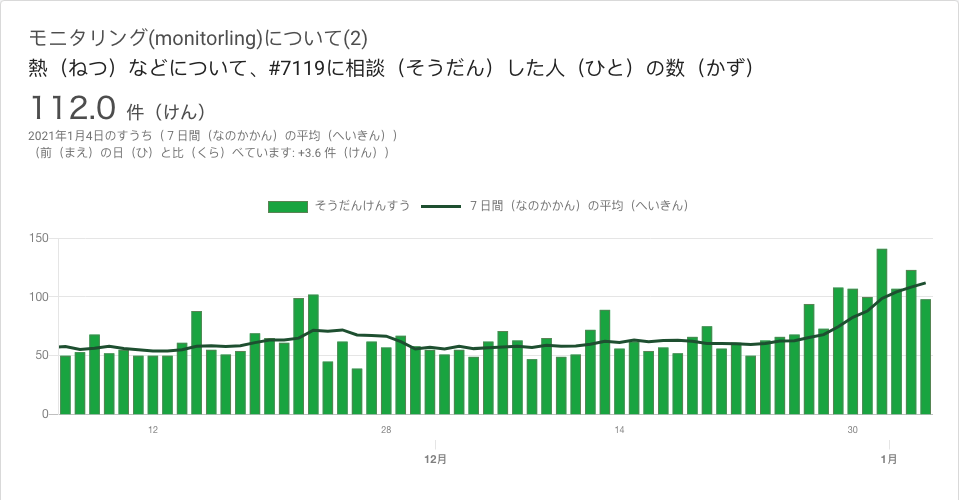 モニタリング(monitorling)について(2)
熱（ねつ）などについて、#7119に相談（そうだん）した人（ひと）の数（かず）
112.0 件（けん）
2021年1月4日のすうち（７日間（なのかかん）の平均（へいきん））
（前（まえ）の日（ひ）と比（くら）べています: +3.6 件（けん））
そうだんけんすう ７日間（なのかかん）の平均（へいきん）
150
100
50
0
12 28 14 30
12月 1月